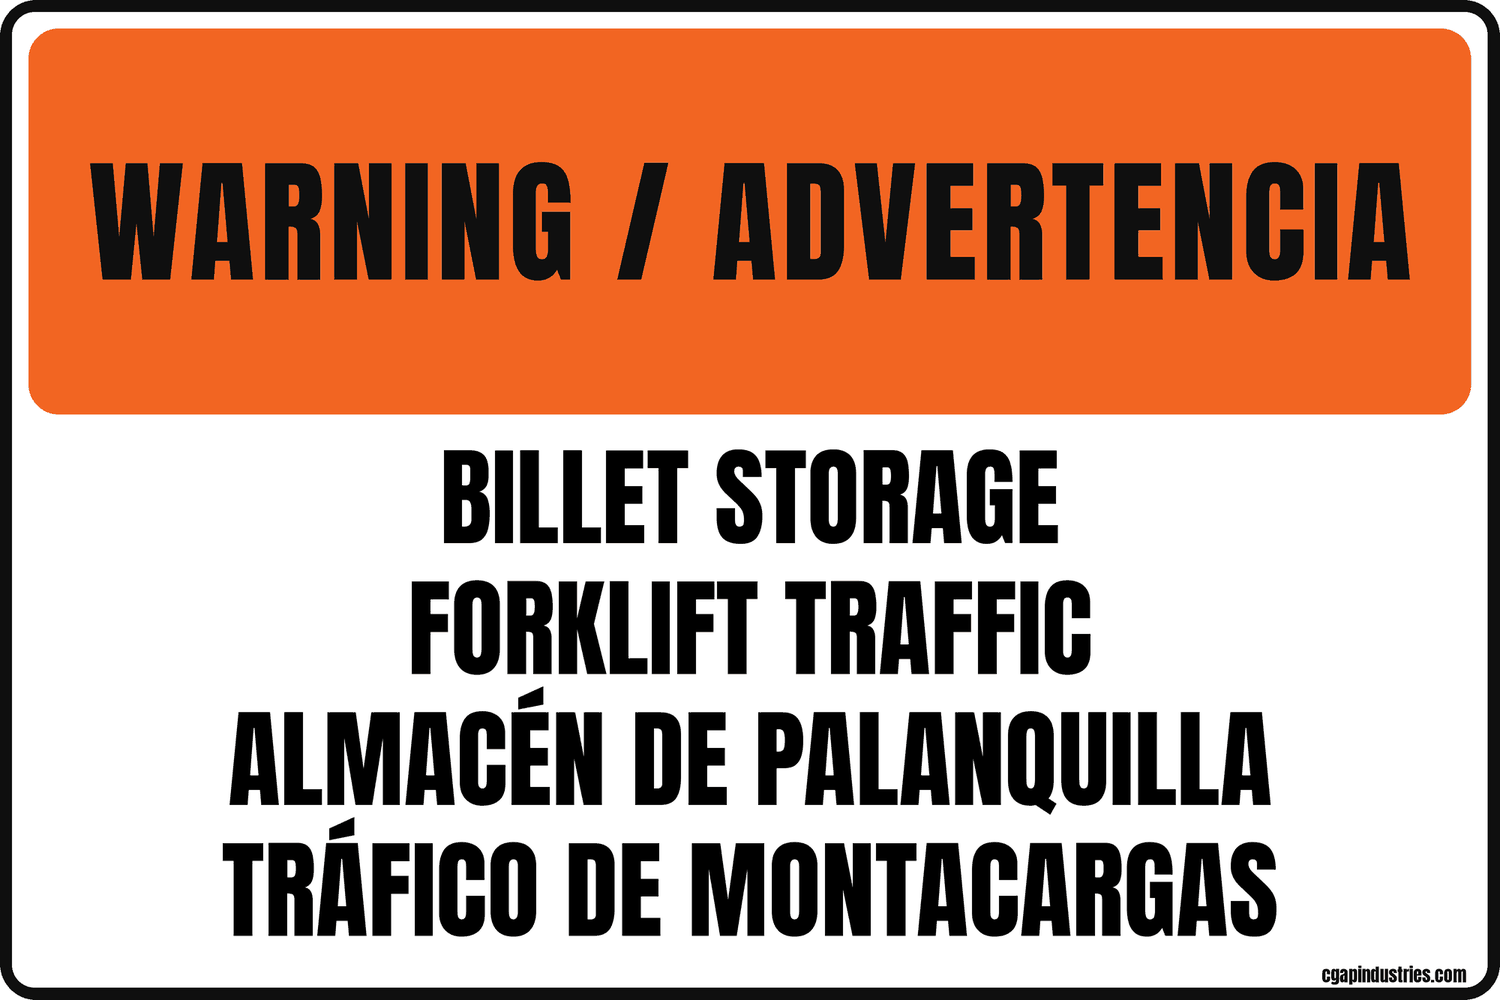 WARNING / ADVERTENCIA
BILLET STORAGE
FORKLIFT TRAFFIC
ALMACÉN DE PALANQUILLA
TRÁFICO DE MONTACARGAS
cgapindustries.com